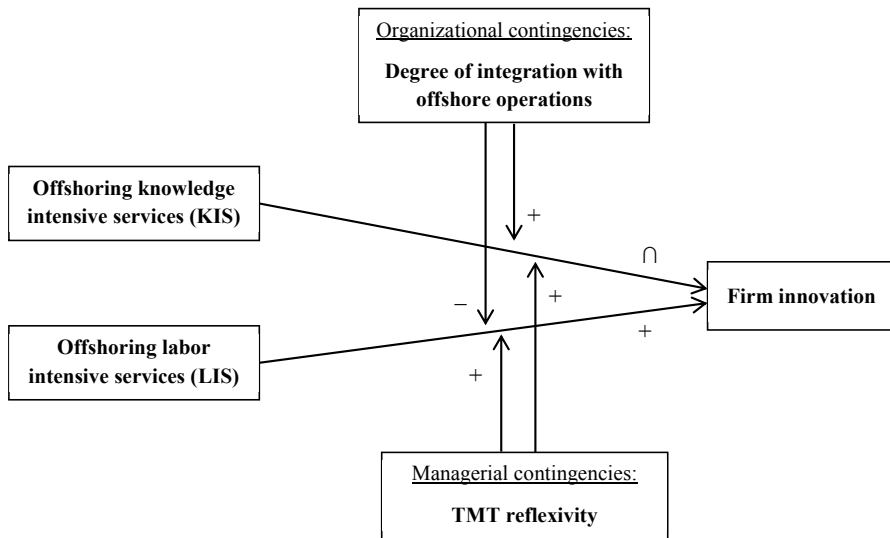 Organizational contingencies:
Degree of integration with
offshore operations
Offshoring knowledge
intensive services (KIS)
+
∩
Firm innovation
+
−
+
Offshoring labor
intensive services (LIS)
+
Managerial contingencies:
TMT reflexivity